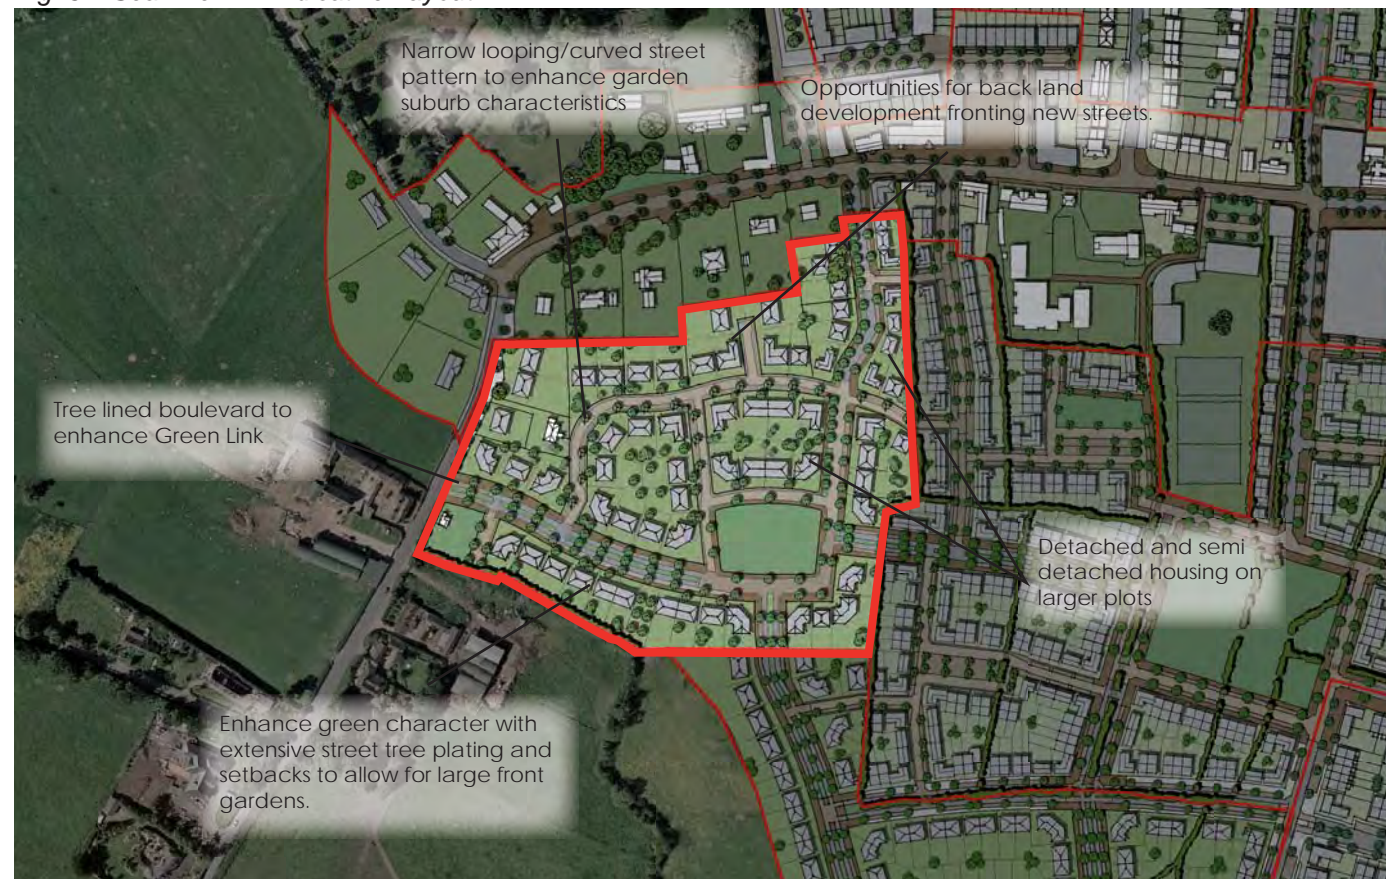 Narrow looping/curved street
pattern to enhance garden
suburb characteristics
Opportunities for back land
development fronting new streets.
Tree lined boulevard to
enhance Green Link
Detached and semi
detached housing on
larger plots
Enhance green character with
extensive street tree plating and
setbacks to allow for large front
gardens.